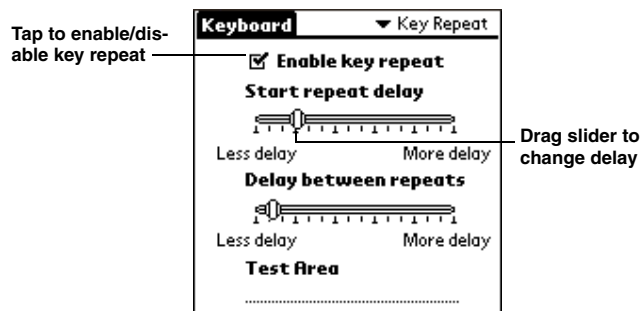 Keyboard
Key Repeat
Tap to enable/dis-
able key repeat
Enable key repeat
Start repeat delay
Less delay
More delay
Drag slider to
change delay
Delay between repeats
Less delay
More delay
Test Area